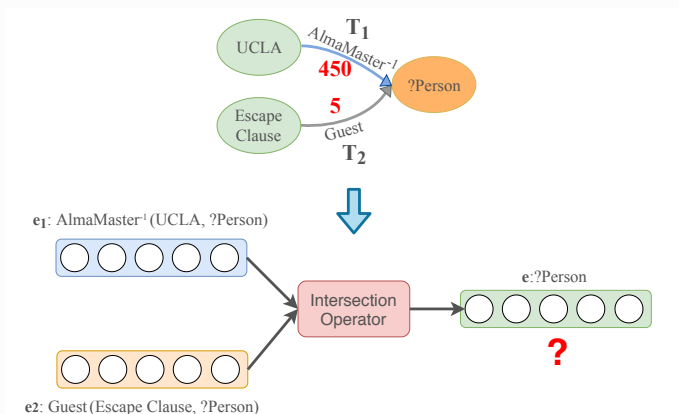 T₁
UCLA
AlmaMaster⁻¹
450
?Person
5
Escape
Clause
Guest
T₂
e₁: AlmaMaster⁻¹(UCLA, ?Person)
e:?Person
Intersection
Operator
?
e2: Guest(Escape Clause, ?Person)